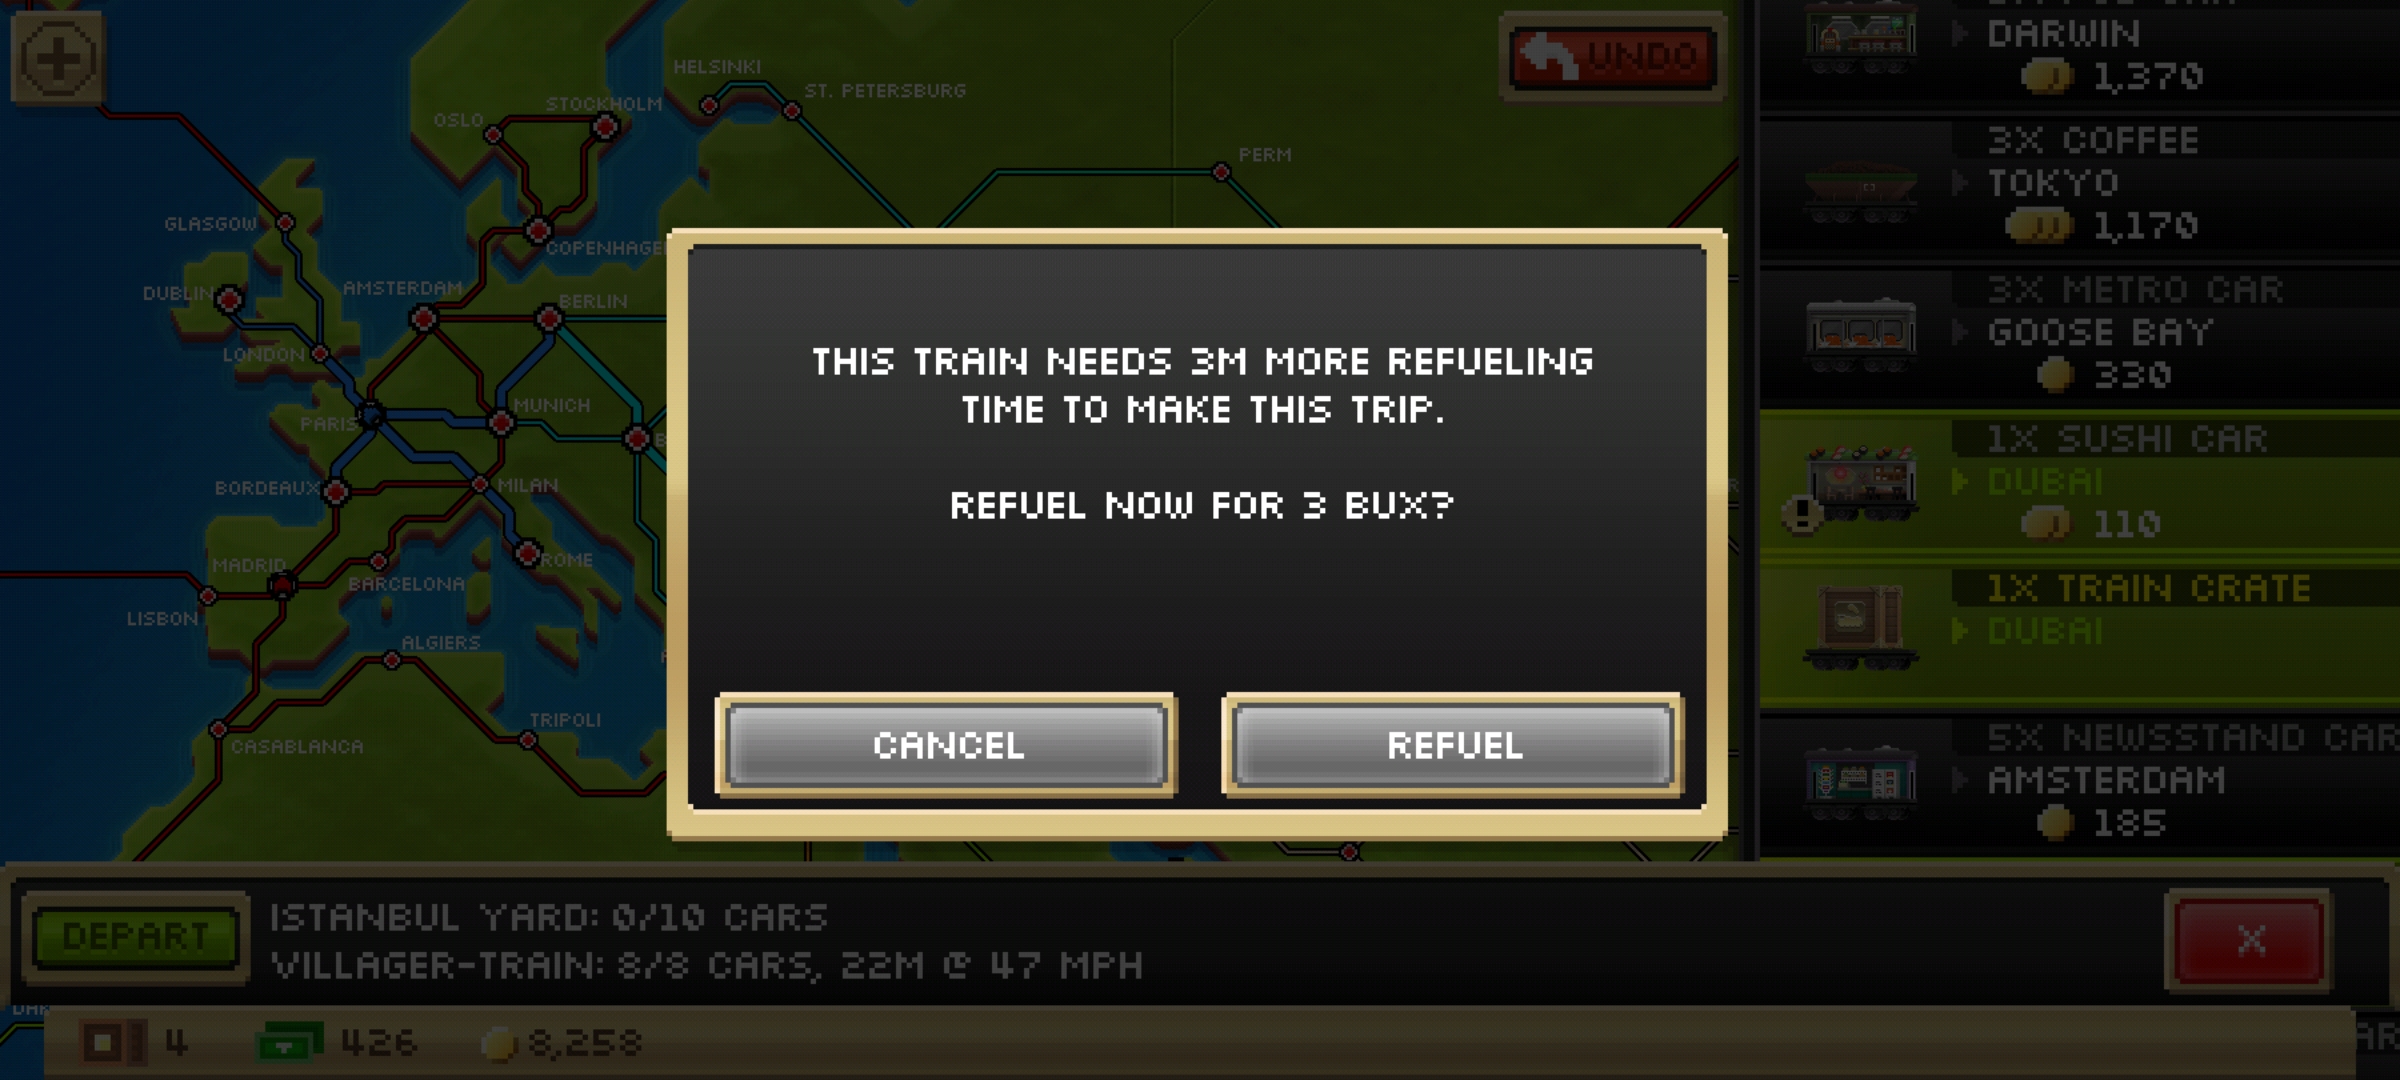 UNDO
HELSINKI
ST. PETERSBURG
STOCKHOLM
OSLO
PERM
GLASGOW
COPENHAGE
DUBLIN
AMSTERDAM
BERLIN
LONDON
MUNICH
PARIS
BORDEAUX
MILAN
MADRID
BARCELONA
ROME
LISBON
ALGIERS
TRIPOLI
CASABLANCA
THIS TRAIN NEEDS 3M MORE REFUELING
TIME TO MAKE THIS TRIP.
REFUEL NOW FOR 3 BUX?
CANCEL
REFUEL
DARWIN
1,370
3X COFFEE
TOKYO
1,170
3X METRO CAR
GOOSE BAY
330
1X SUSHI CAR
DUBAI
110
1X TRAIN CRATE
DUBAI
5X NEWSSTAND CAR
AMSTERDAM
185
DEPART
ISTANBUL YARD: 0/10 CARS
VILLAGER-TRAIN: 8/8 CARS, 22M @ 47 MPH
X
4
426
8,258